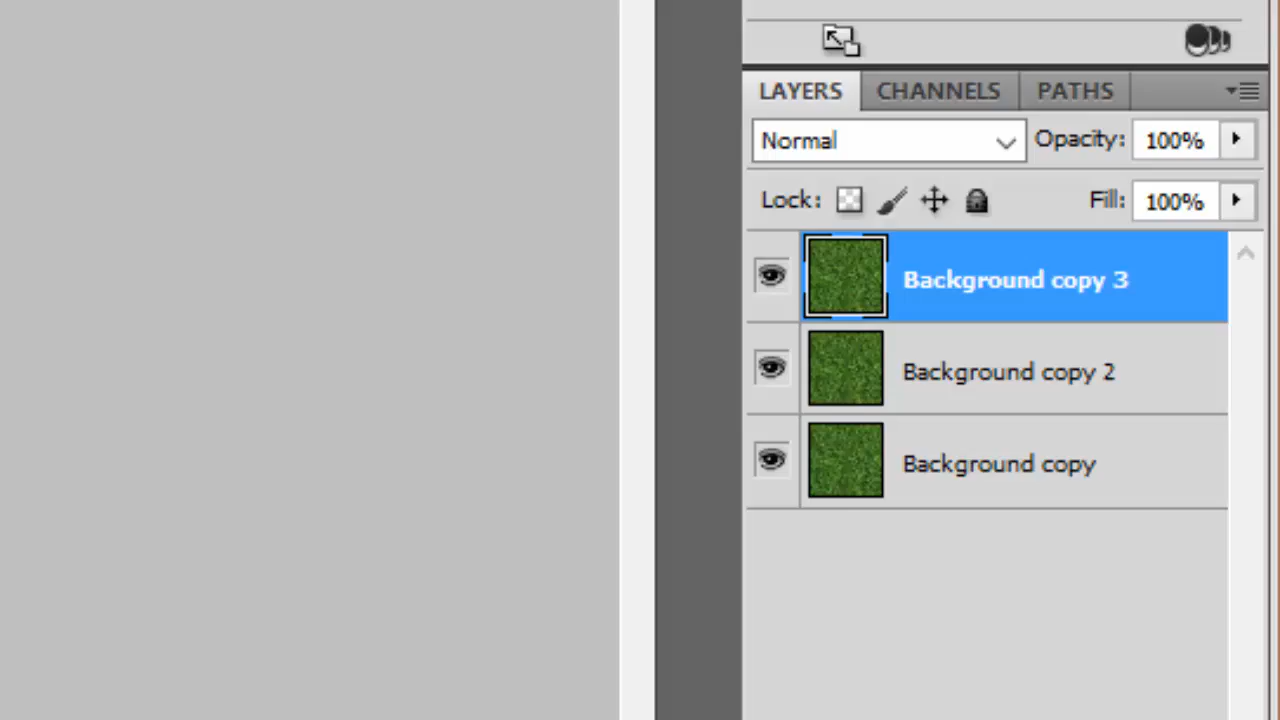 LAYERS CHANNELS PATHS
Normal Opacity: 100%
Lock: Fill: 100%
Background copy 3
Background copy 2
Background copy